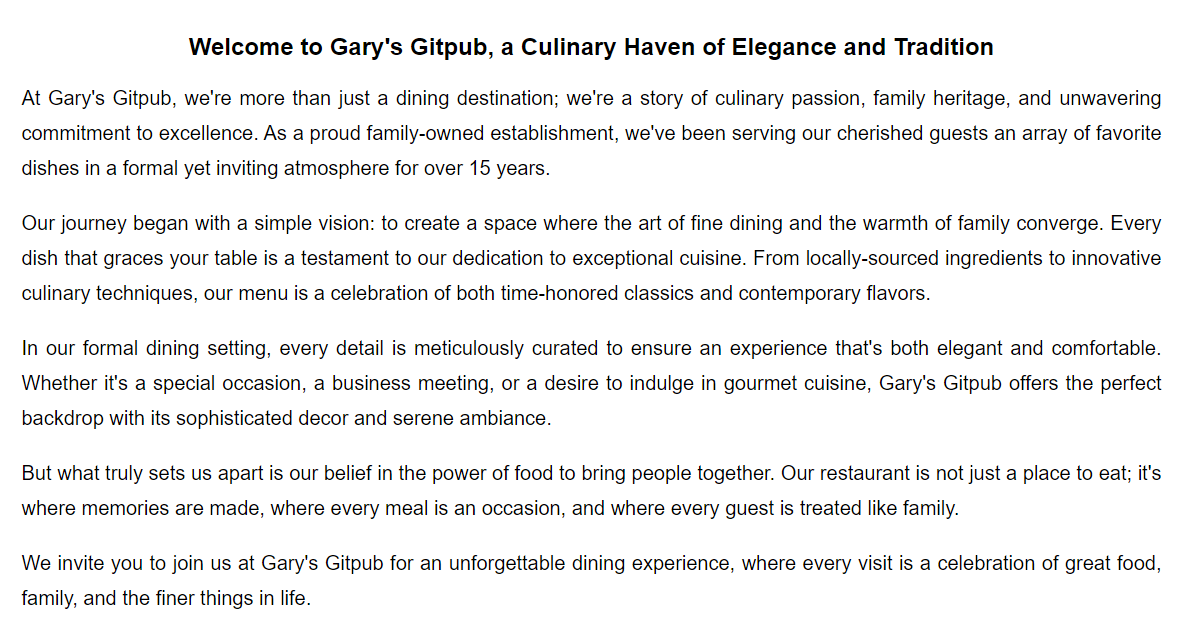 Welcome to Gary's Gitpub, a Culinary Haven of Elegance and Tradition
At Gary's Gitpub, we're more than just a dining destination; we're a story of culinary passion, family heritage, and unwavering
commitment to excellence. As a proud family-owned establishment, we've been serving our cherished guests an array of favorite
dishes in a formal yet inviting atmosphere for over 15 years.
Our journey began with a simple vision: to create a space where the art of fine dining and the warmth of family converge. Every
dish that graces your table is a testament to our dedication to exceptional cuisine. From locally-sourced ingredients to innovative
culinary techniques, our menu is a celebration of both time-honored classics and contemporary flavors.
In our formal dining setting, every detail is meticulously curated to ensure an experience that's both elegant and comfortable.
Whether it's a special occasion, a business meeting, or a desire to indulge in gourmet cuisine, Gary's Gitpub offers the perfect
backdrop with its sophisticated decor and serene ambiance.
But what truly sets us apart is our belief in the power of food to bring people together. Our restaurant is not just a place to eat; it's
where memories are made, where every meal is an occasion, and where every guest is treated like family.
We invite you to join us at Gary's Gitpub for an unforgettable dining experience, where every visit is a celebration of great food,
family, and the finer things in life.